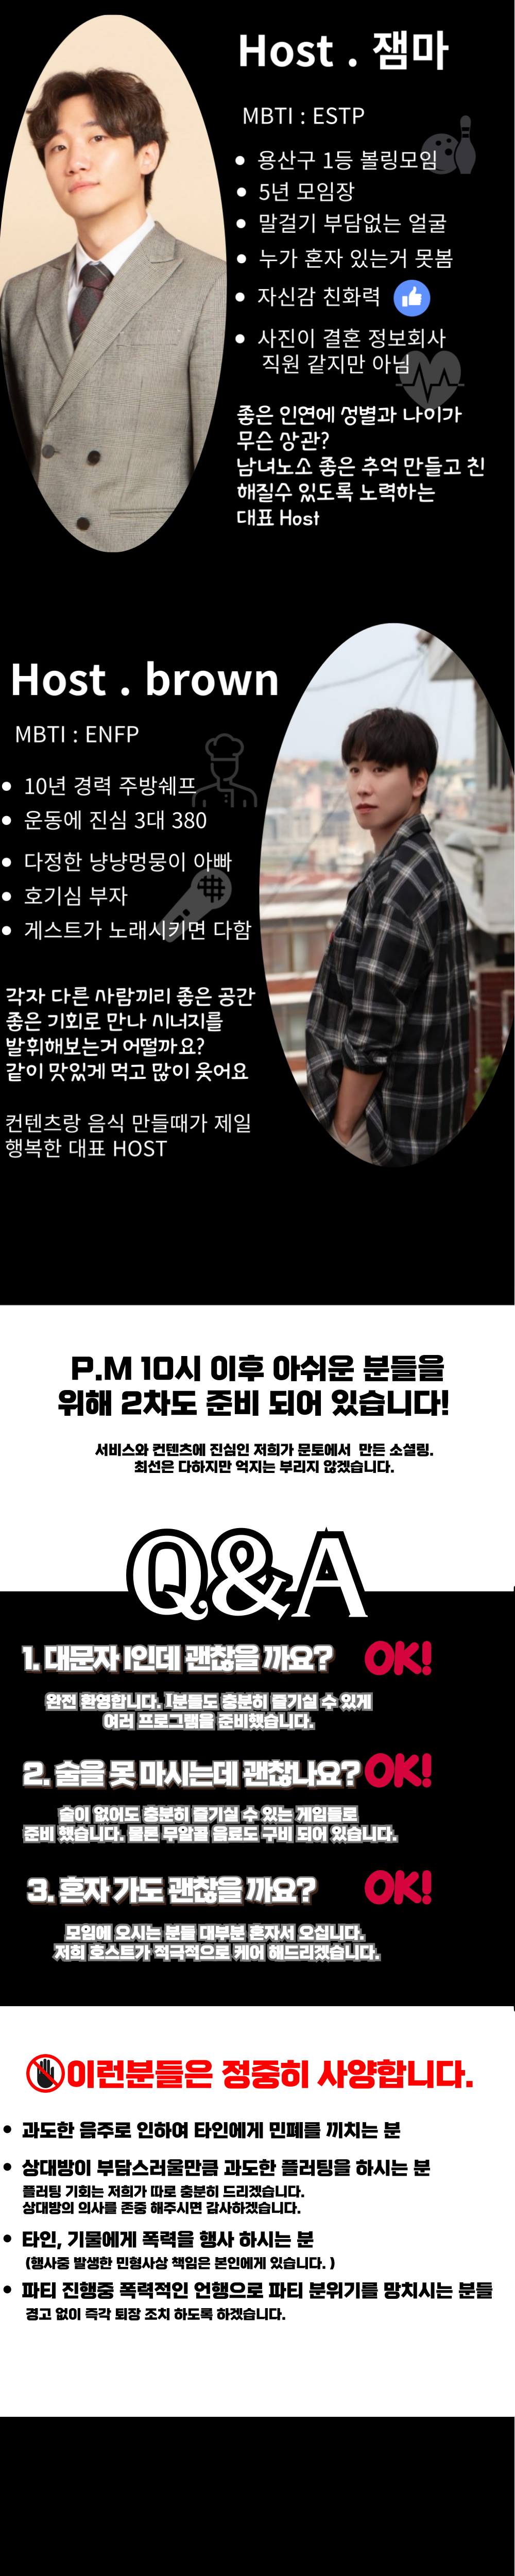 Host . 잼마
MBTI : ESTP
용산구 1등 볼링모임
5년 모임장
말걸기 부담없는 얼굴
누가 혼자 있는거 못봄
자신감 친화력
사진이 결혼 정보회사
직원 같지만 아님
좋은 인연에 성별과 나이가
무슨 상관?
남녀노소 좋은 추억 만들고 친
해질수 있도록 노력하는
대표 Host
Host . brown
MBTI : ENFP
10년 경력 주방쉐프
운동에 진심 3대 380
다정한 냥냥멍뭉이 아빠
호기심 부자
게스트가 노래시키면 다함
각자 다른 사람끼리 좋은 공간
좋은 기회로 만나 시너지를
발휘해보는거 어떨까요?
같이 맛있게 먹고 많이 웃어요
컨텐츠랑 음식 만들때가 제일
행복한 대표 HOST
P.M 10시 이후 아쉬운 분들을
위해 2차도 준비 되어 있습니다!
서비스와 컨텐츠에 진심인 저희가 문토에서 만든 소셜링.
최선은 다하지만 억지는 부리지 않겠습니다.
Q&A
1. 대문자 I인데 괜찮을 까요? OK!
완전 환영합니다. I분들도 충분히 즐기실 수 있게
여러 프로그램을 준비했습니다.
2. 술을 못 마시는데 괜찮나요? OK!
술이 없어도 충분히 즐기실 수 있는 게임들로
준비 했습니다. 물론 무알콜 음료도 구비 되어 있습니다.
3. 혼자 가도 괜찮을 까요? OK!
모임에 오시는 분들 대부분 혼자서 오십니다.
저희 호스트가 적극적으로 케어 해드리겠습니다.
이런분들은 정중히 사양합니다.
과도한 음주로 인하여 타인에게 민폐를 끼치는 분
상대방이 부담스러울만큼 과도한 플러팅을 하시는 분
플러팅 기회는 저희가 따로 충분히 드리겠습니다.
상대방의 의사를 존중 해주시면 감사하겠습니다.
타인, 기물에게 폭력을 행사 하시는 분
(행사중 발생한 민형사상 책임은 본인에게 있습니다. )
파티 진행중 폭력적인 언행으로 파티 분위기를 망치시는 분들
경고 없이 즉각 퇴장 조치 하도록 하겠습니다.